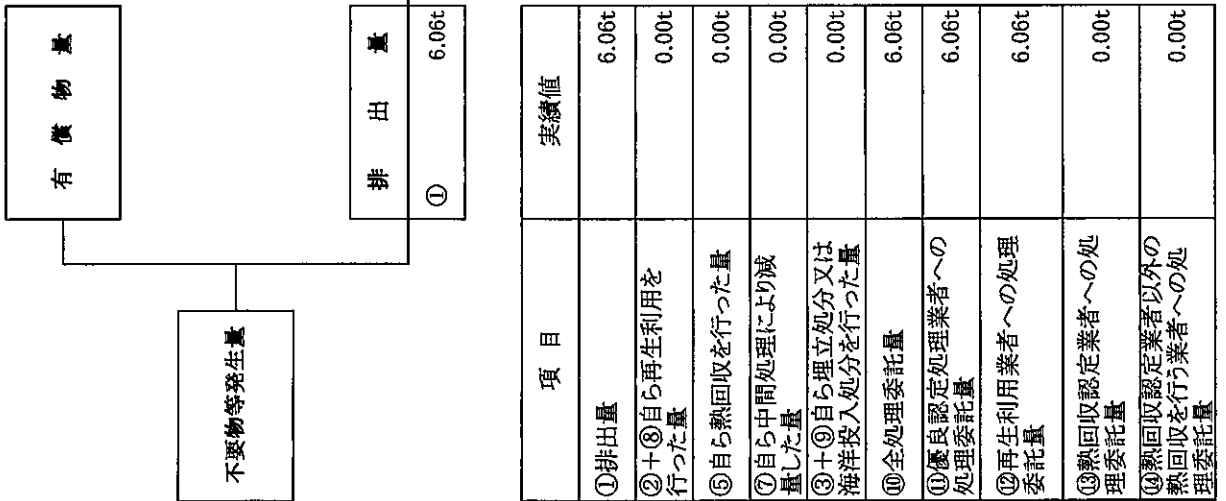 有償物量
不要物等発生量
排出量
① 6.06t
項目 実績値
①排出量 6.06t
②+⑧自ら再生利用を
行った量 0.00t
⑤自ら熱回収を行った量 0.00t
⑦自ら中間処理により減
量した量 0.00t
③+⑨自ら埋立処分又は
海洋投入処分を行った量 0.00t
⑩全処理委託量 6.06t
⑪優良認定処理業者への
処理委託量 6.06t
⑫再生利用業者への処理
委託量 6.06t
⑬熱回収認定業者への処
理委託量 0.00t
⑭熱回収認定業者以外の
熱回収を行う業者への処
理委託量 0.00t